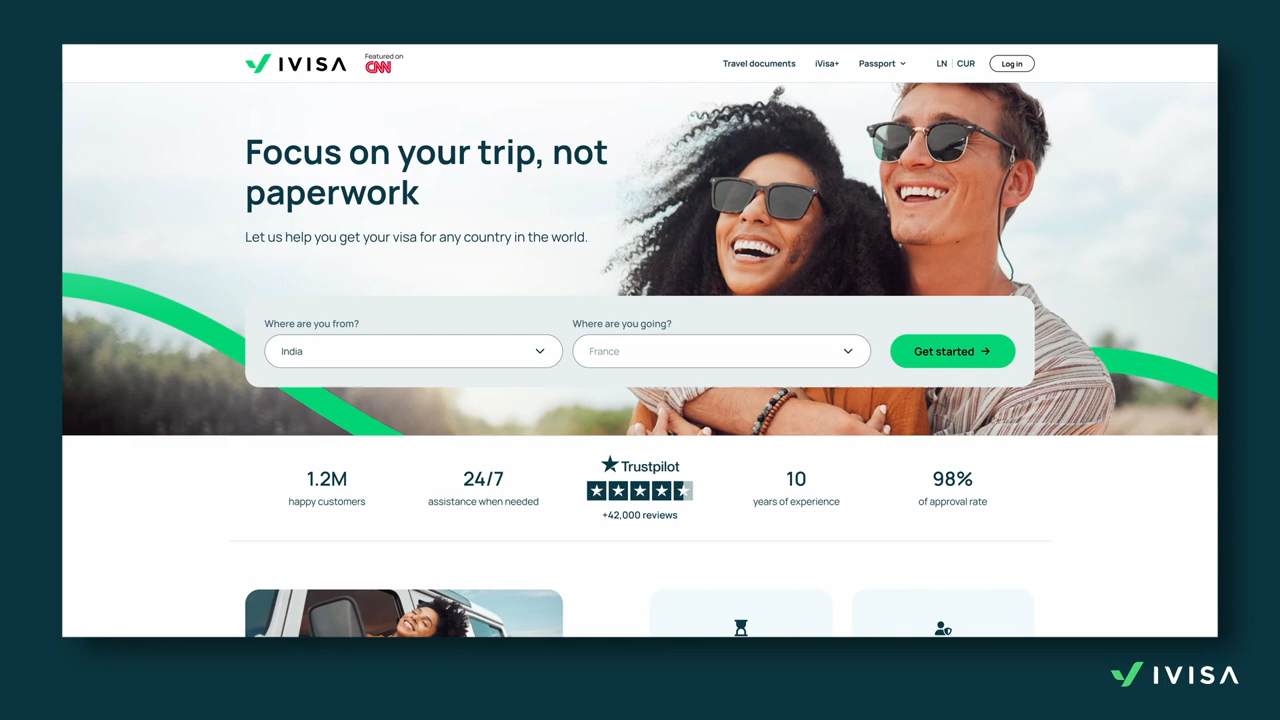 IVISA
Featured on
CNN
Travel documents
iVisa+
Passport
LN
CUR
Log in
Focus on your trip, not
paperwork
Let us help you get your visa for any country in the world.
Where are you from?
India
Where are you going?
France
Get started
1.2M
happy customers
24/7
assistance when needed
Trustpilot
+42,000 reviews
10
years of experience
98%
of approval rate
IVISA